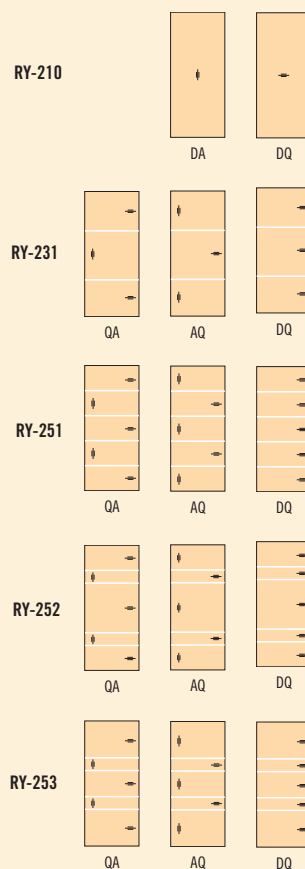 RY-210
DA DQ
RY-231
QA AQ DQ
RY-251
QA AQ DQ
RY-252
QA AQ DQ
RY-253
QA AQ DQ